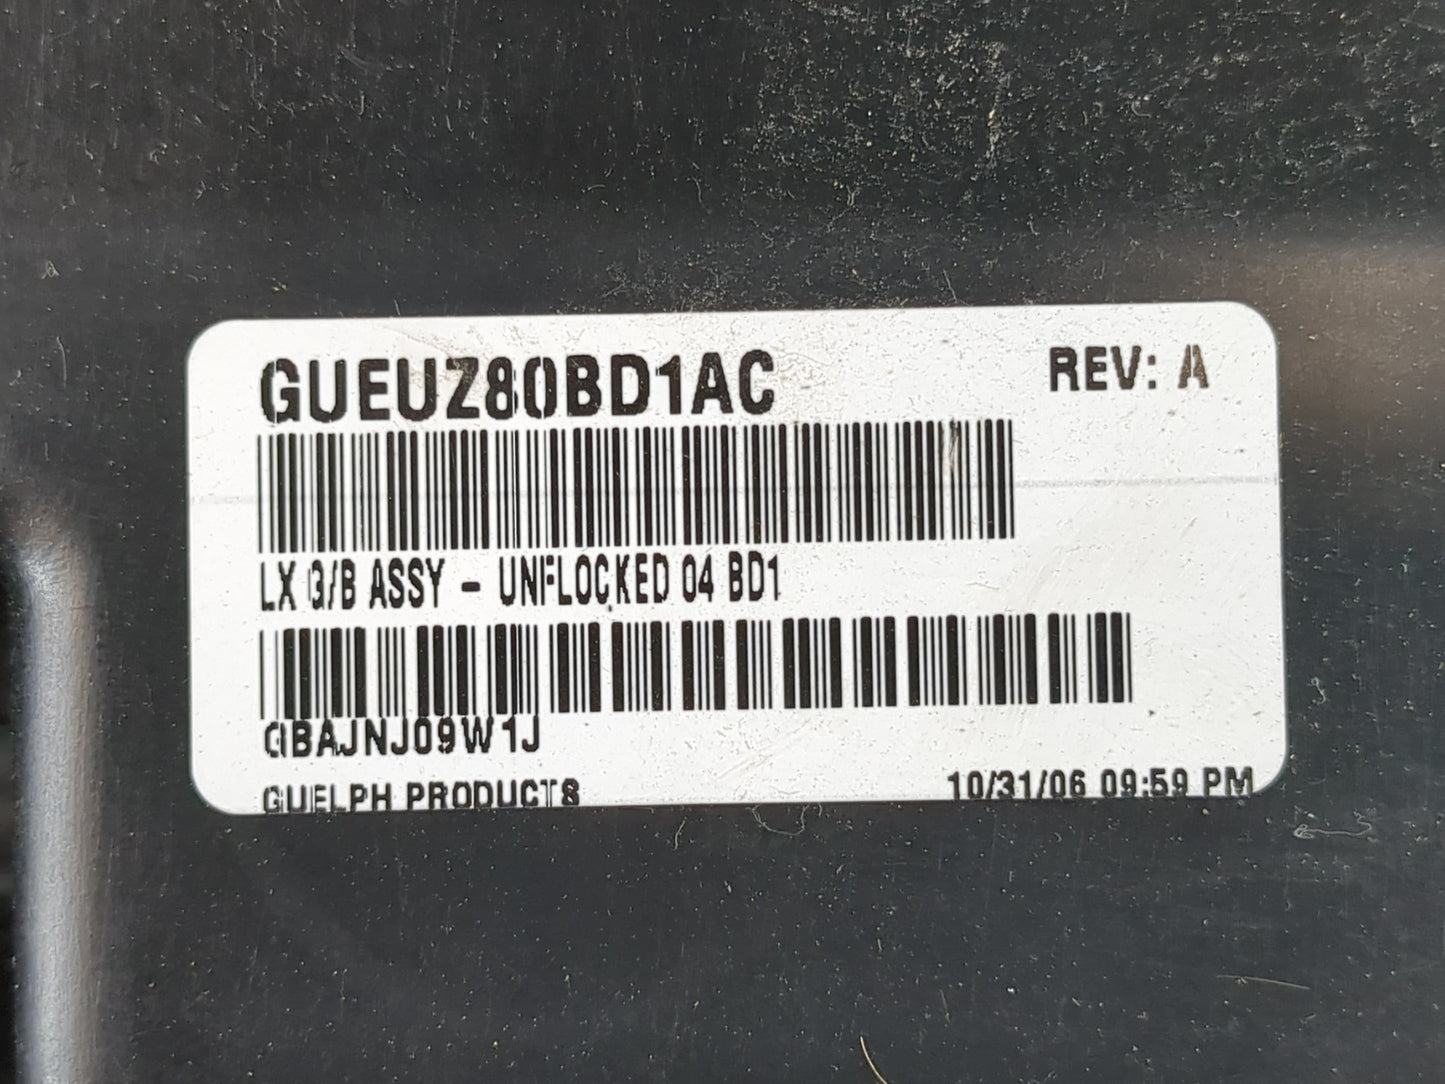 GUEUZ80BD1AC REV: A
LX G/B ASSY - UNFLOCKED 04 BD1
GBAJNJ09W1J
GUELPH PRODUCTS 10/31/06 09:59 PM